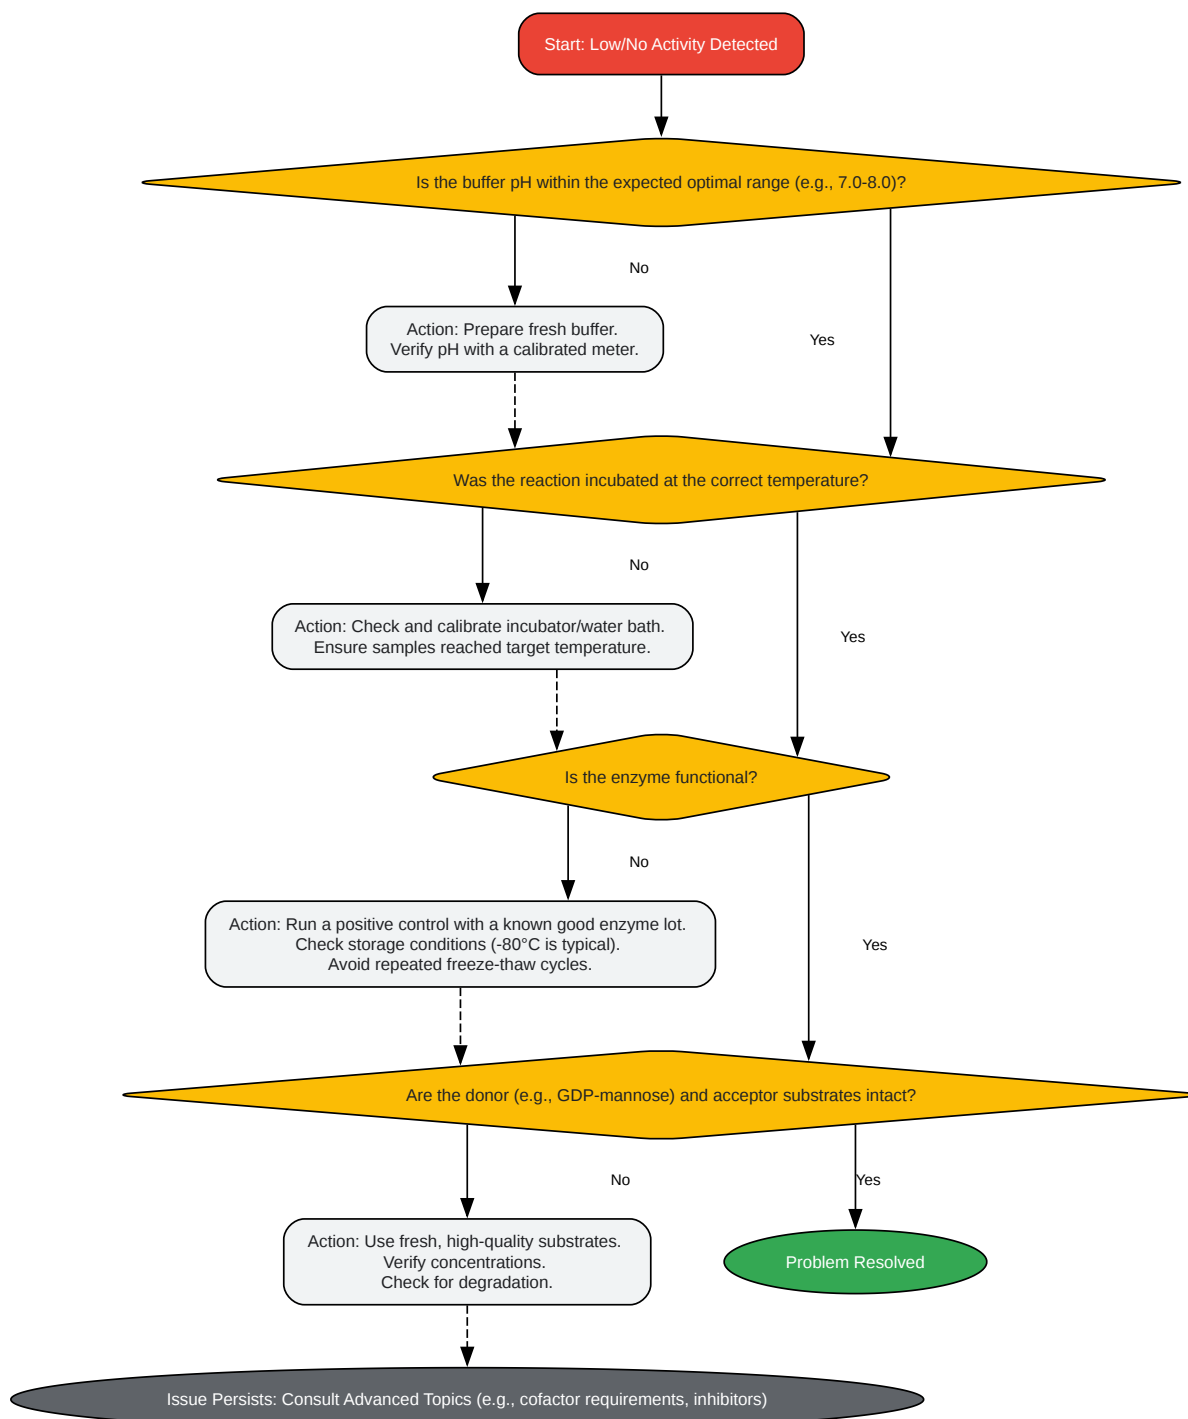 Start: Low/No Activity Detected
Is the buffer pH within the expected optimal range (e.g., 7.0-8.0)?
No
Action: Prepare fresh buffer.
Verify pH with a calibrated meter.
Yes
Was the reaction incubated at the correct temperature?
No
Action: Check and calibrate incubator/water bath.
Ensure samples reached target temperature.
Yes
Is the enzyme functional?
No
Action: Run a positive control with a known good enzyme lot.
Check storage conditions (-80°C is typical).
Avoid repeated freeze-thaw cycles.
Yes
Are the donor (e.g., GDP-mannose) and acceptor substrates intact?
No
Yes
Action: Use fresh, high-quality substrates.
Verify concentrations.
Check for degradation.
Problem Resolved
Issue Persists: Consult Advanced Topics (e.g., cofactor requirements, inhibitors)